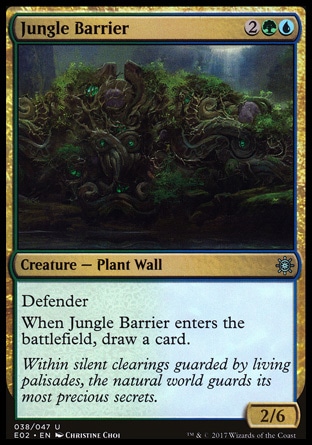 Jungle Barrier 2
Creature — Plant Wall
Defender
When Jungle Barrier enters the
battlefield, draw a card.
Within silent clearings guarded by living
palisades, the natural world guards its
most precious secrets.
2/6
038/047 U
E02 • EN Christine Choi
™ & © 2017 Wizards of the Coast